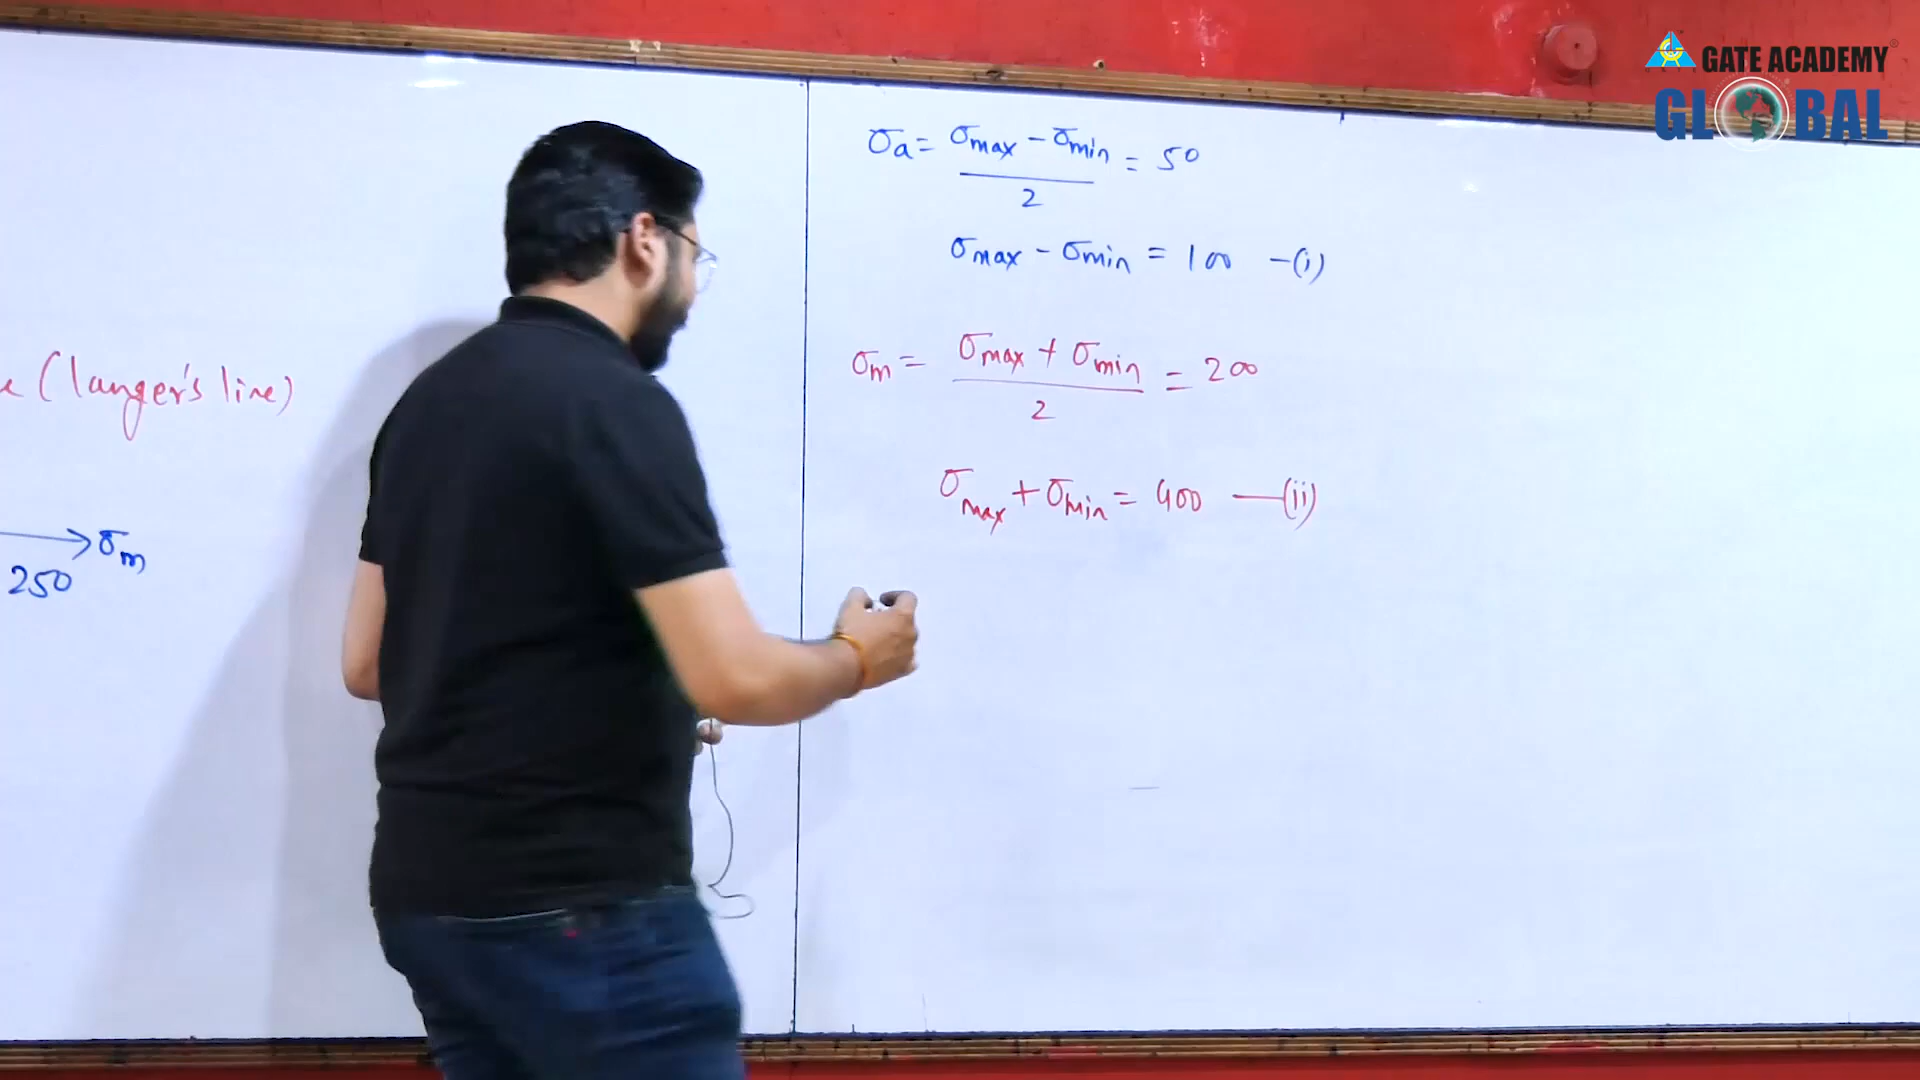 GATE ACADEMY
GLOBAL
(langer's line)
σm
250
σa = σmax - σmin / 2 = 50
σmax - σmin = 100 -(i)
σm = σmax + σmin / 2 = 200
σmax + σmin = 400 —(ii)